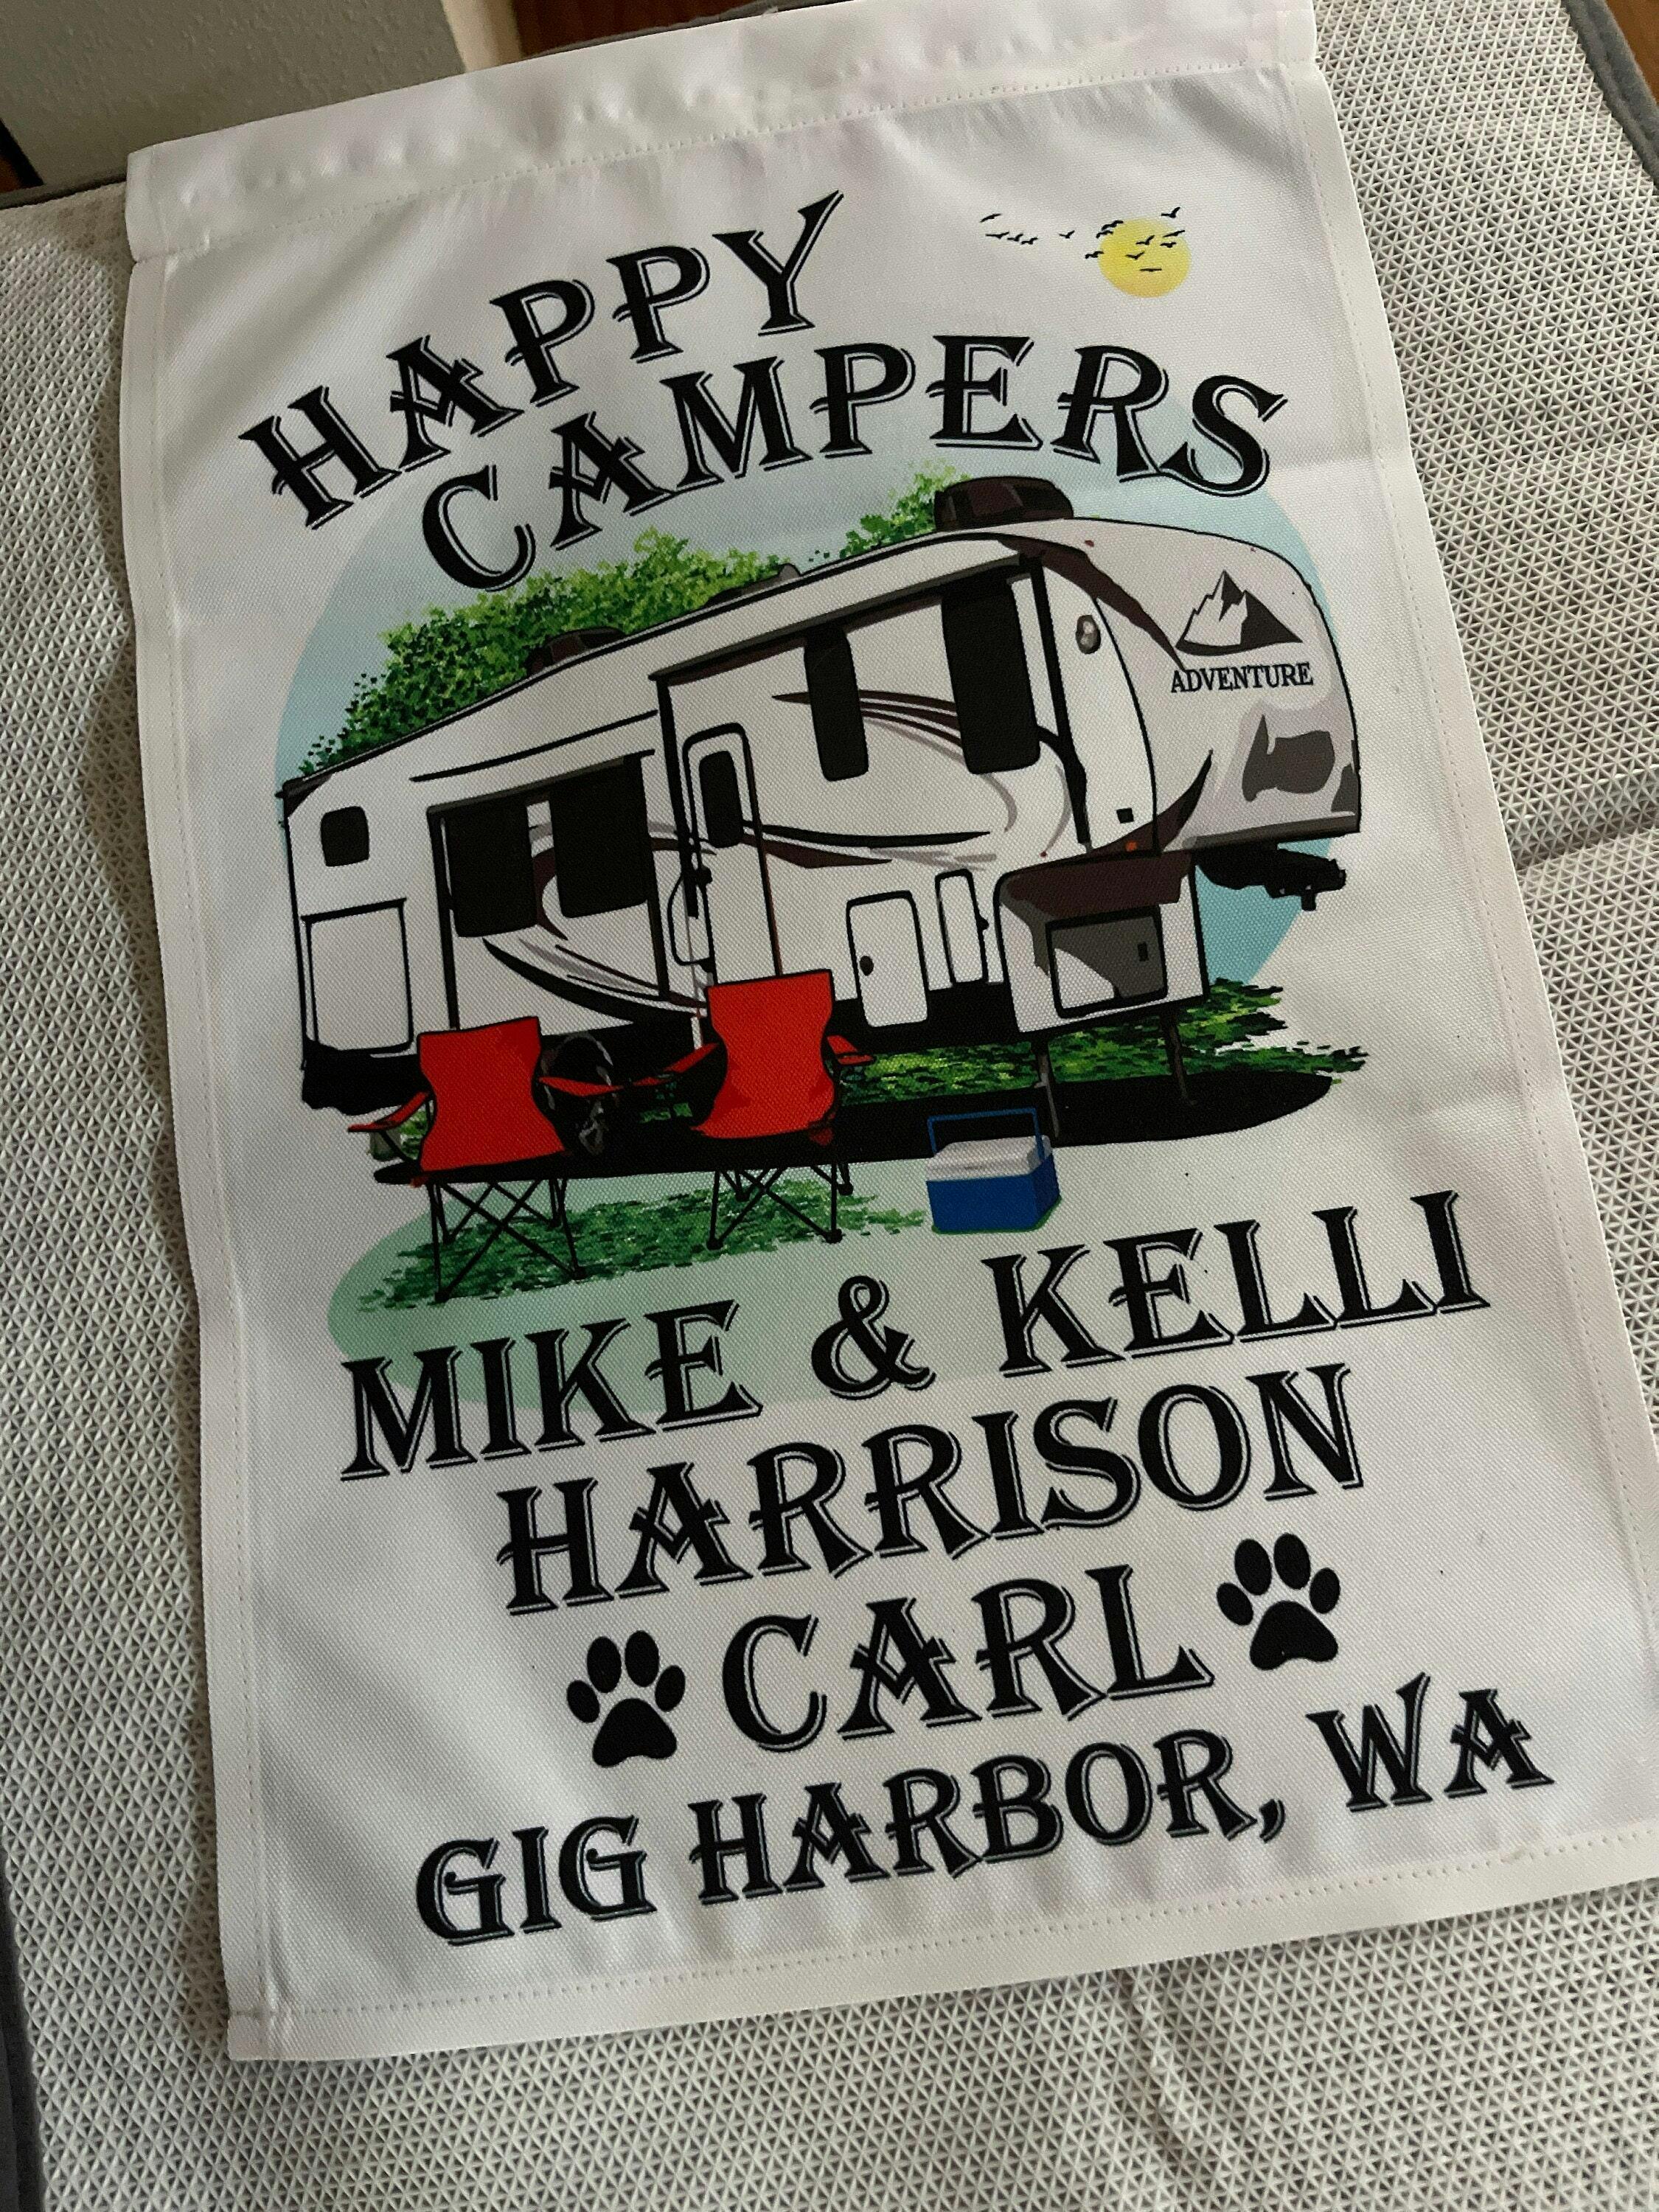 HAPPY
CAMPERS
ADVENTURE
MIKE & KELLI
HARRISON
CARL
GIG HARBOR, WA